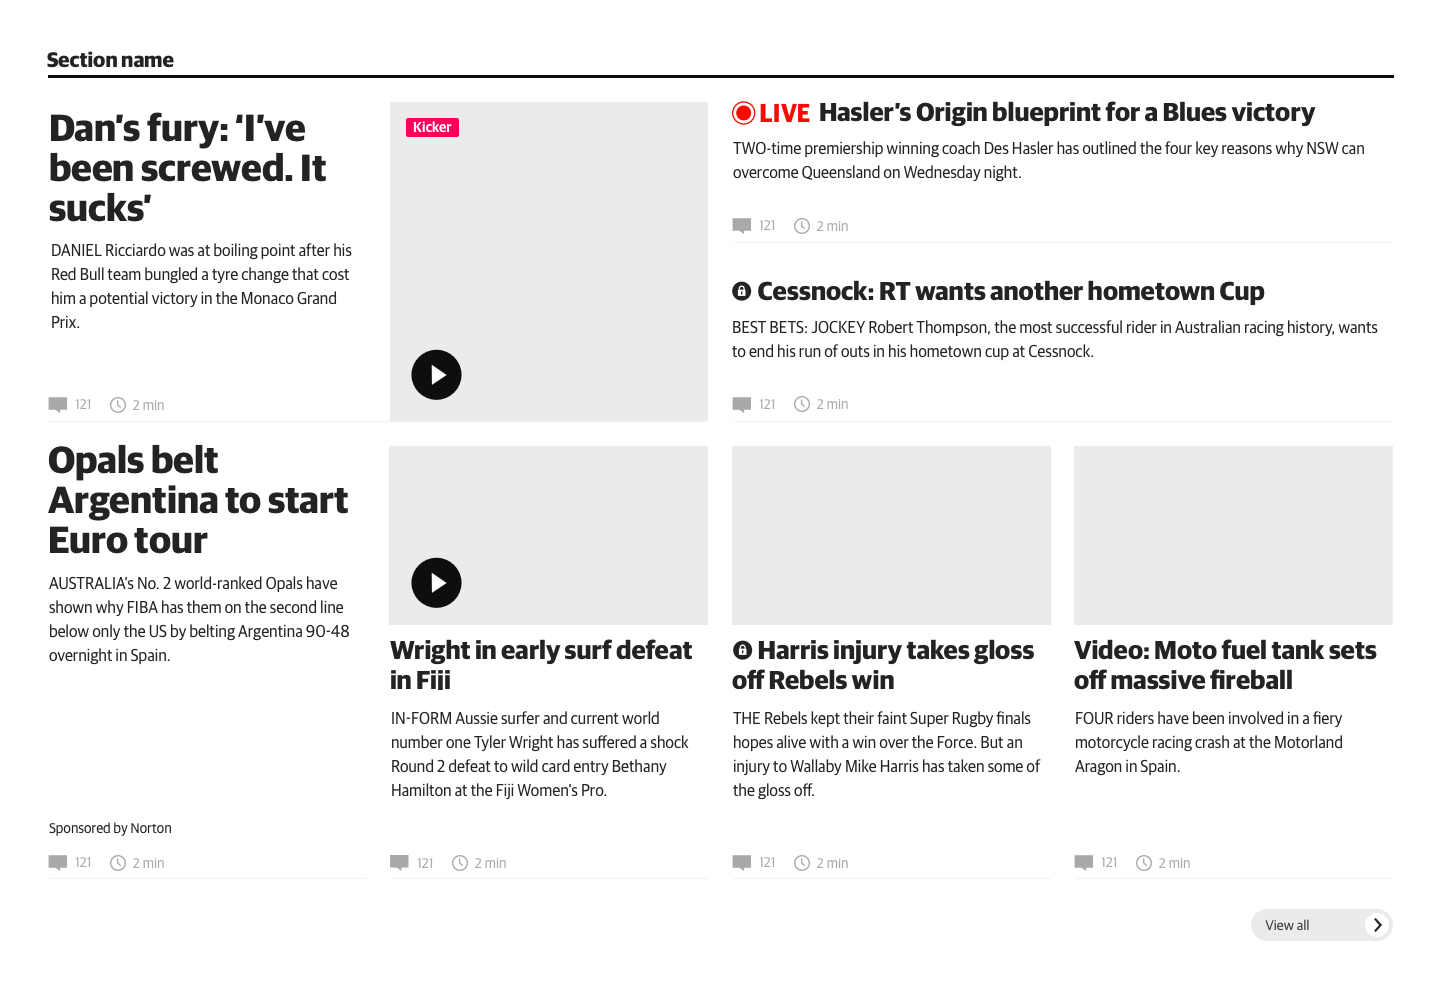 Section name
Dan's fury: ‘I’ve
been screwed. It
sucks’
DANIEL Ricciardo was at boiling point after his
Red Bull team bungled a tyre change that cost
him a potential victory in the Monaco Grand
Prix.
121 2 min
Kicker
LIVE Hasler’s Origin blueprint for a Blues victory
TWO-time premiership winning coach Des Hasler has outlined the four key reasons why NSW can
overcome Queensland on Wednesday night.
121 2 min
Cessnock: RT wants another hometown Cup
BEST BETS: JOCKEY Robert Thompson, the most successful rider in Australian racing history, wants
to end his run of outs in his hometown cup at Cessnock.
121 2 min
Opals belt
Argentina to start
Euro tour
AUSTRALIA’s No. 2 world-ranked Opals have
shown why FIBA has them on the second line
below only the US by belting Argentina 90-48
overnight in Spain.
Sponsored by Norton
121 2 min
Wright in early surf defeat
in Fiji
IN-FORM Aussie surfer and current world
number one Tyler Wright has suffered a shock
Round 2 defeat to wild card entry Bethany
Hamilton at the Fiji Women’s Pro.
121 2 min
Harris injury takes gloss
off Rebels win
THE Rebels kept their faint Super Rugby finals
hopes alive with a win over the Force. But an
injury to Wallaby Mike Harris has taken some of
the gloss off.
121 2 min
Video: Moto fuel tank sets
off massive fireball
FOUR riders have been involved in a fiery
motorcycle racing crash at the Motorland
Aragon in Spain.
121 2 min
View all